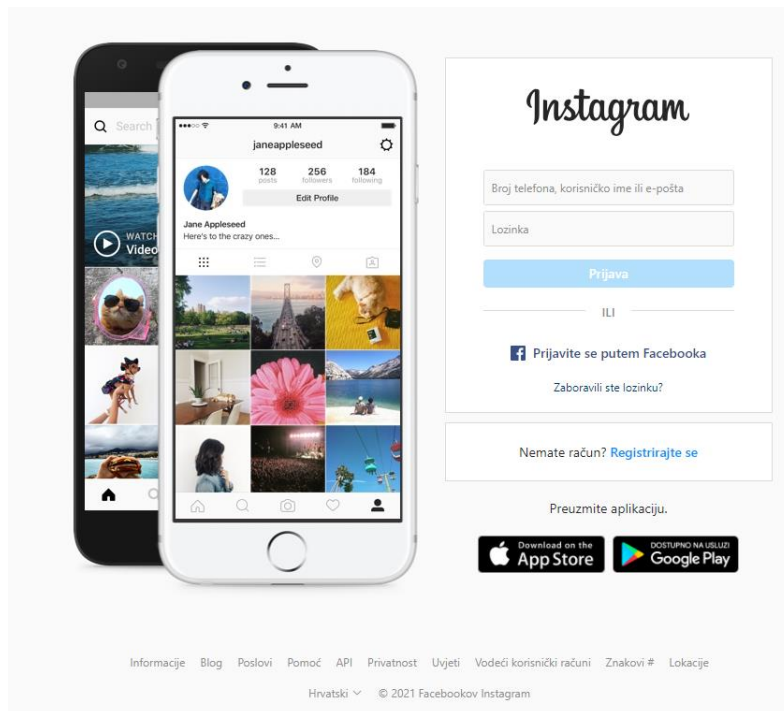 Search
WATCH
Video
9:41 AM
janeappleseed
128
posts
256
followers
184
following
Edit Profile
Jane Appleseed
Here's to the crazy ones...
Instagram
Broj telefona, korisničko ime ili e-pošta
Lozinka
Prijava
ILI
Prijavite se putem Facebooka
Zaboravili ste lozinku?
Nemate račun? Registrirajte se
Preuzmite aplikaciju.
Download on the
App Store
DOSTUPNO NA USLUZI
Google Play
Informacije Blog Poslovi Pomoć API Privatnost Uvjeti Vodeći korisnički računi Znakovi # Lokacije
Hrvatski © 2021 Facebookov Instagram